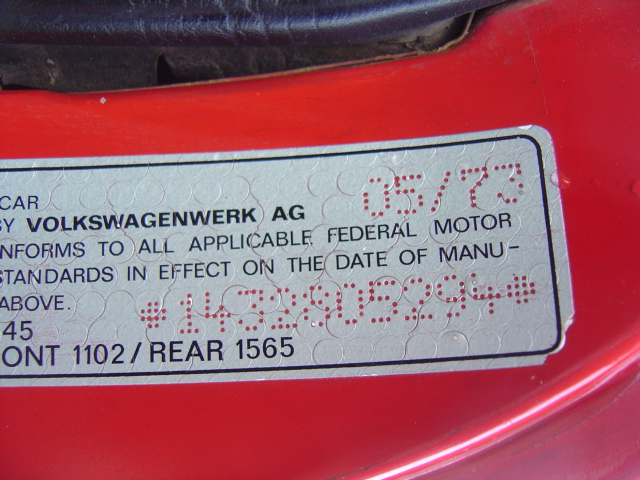 CAR
BY VOLKSWAGENWERK AG 05/73
NFORMS TO ALL APPLICABLE FEDERAL MOTOR
STANDARDS IN EFFECT ON THE DATE OF MANU-
ABOVE. *1432905294*
45
ONT 1102/REAR 1565